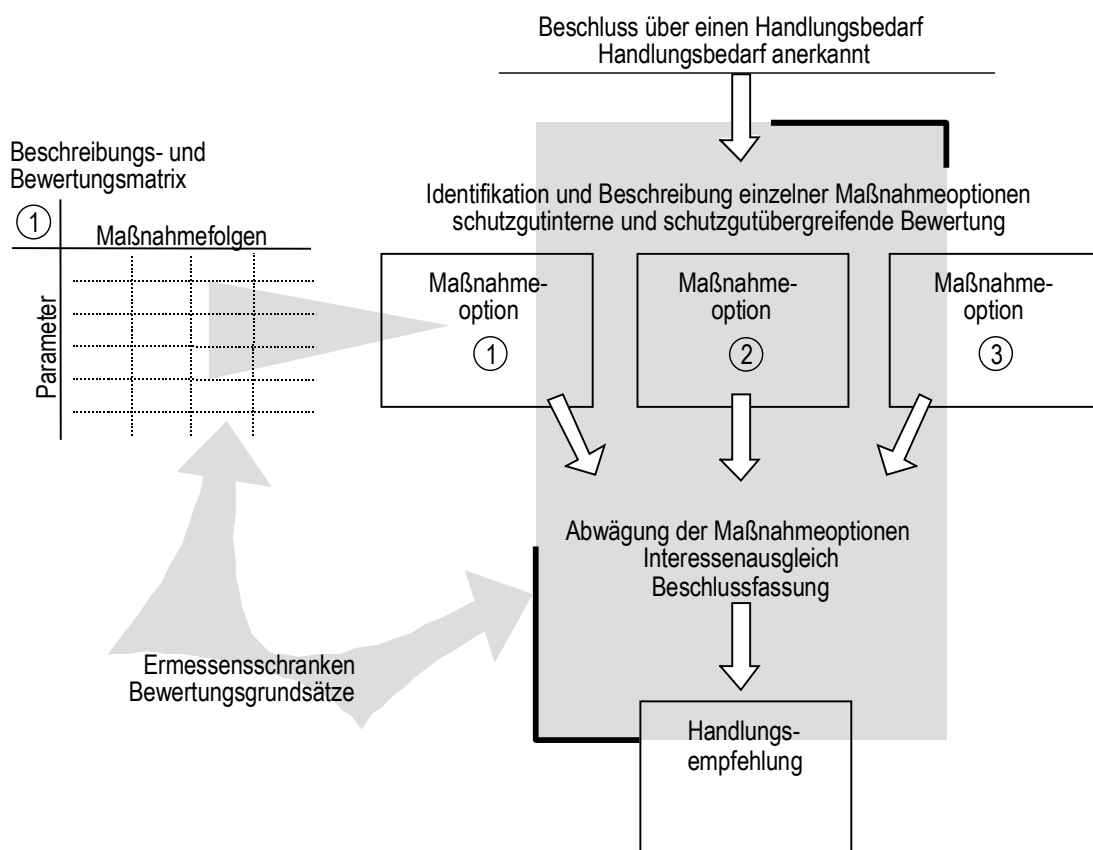 Beschluss über einen Handlungsbedarf
Handlungsbedarf anerkannt
Beschreibungs- und
Bewertungsmatrix
1
Maßnahmefolgen
Parameter
Identifikation und Beschreibung einzelner Maßnahmeoptionen
schutzgutinterne und schutzgutübergreifende Bewertung
Maßnahme-
option
1
Maßnahme-
option
2
Maßnahme-
option
3
Abwägung der Maßnahmeoptionen
Interessenausgleich
Beschlussfassung
Ermessensschranken
Bewertungsgrundsätze
Handlungs-
empfehlung